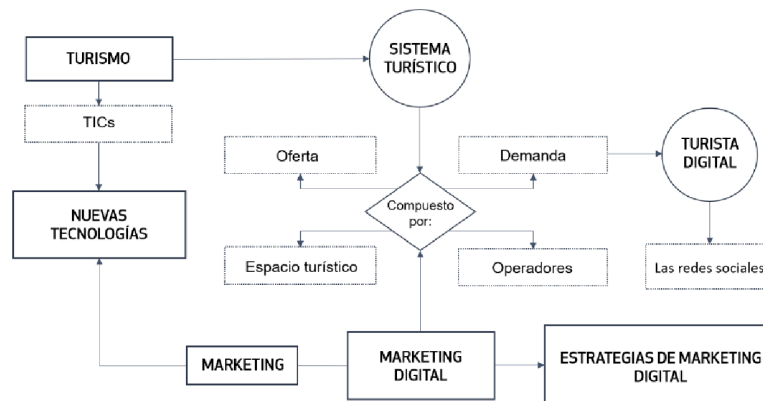 TURISMO
SISTEMA
TURÍSTICO
TICs
Oferta
Demanda
TURISTA
DIGITAL
NUEVAS
TECNOLOGÍAS
Compuesto
por:
Espacio turístico
Operadores
Las redes sociales
MARKETING
MARKETING
DIGITAL
ESTRATEGIAS DE MARKETING
DIGITAL